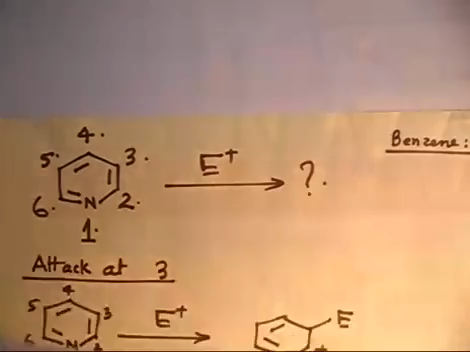 Benzene:
4.
5. 3.
E+
?
6. N 2.
1.
Attack at 3
4
5 3
E+
N
E
+